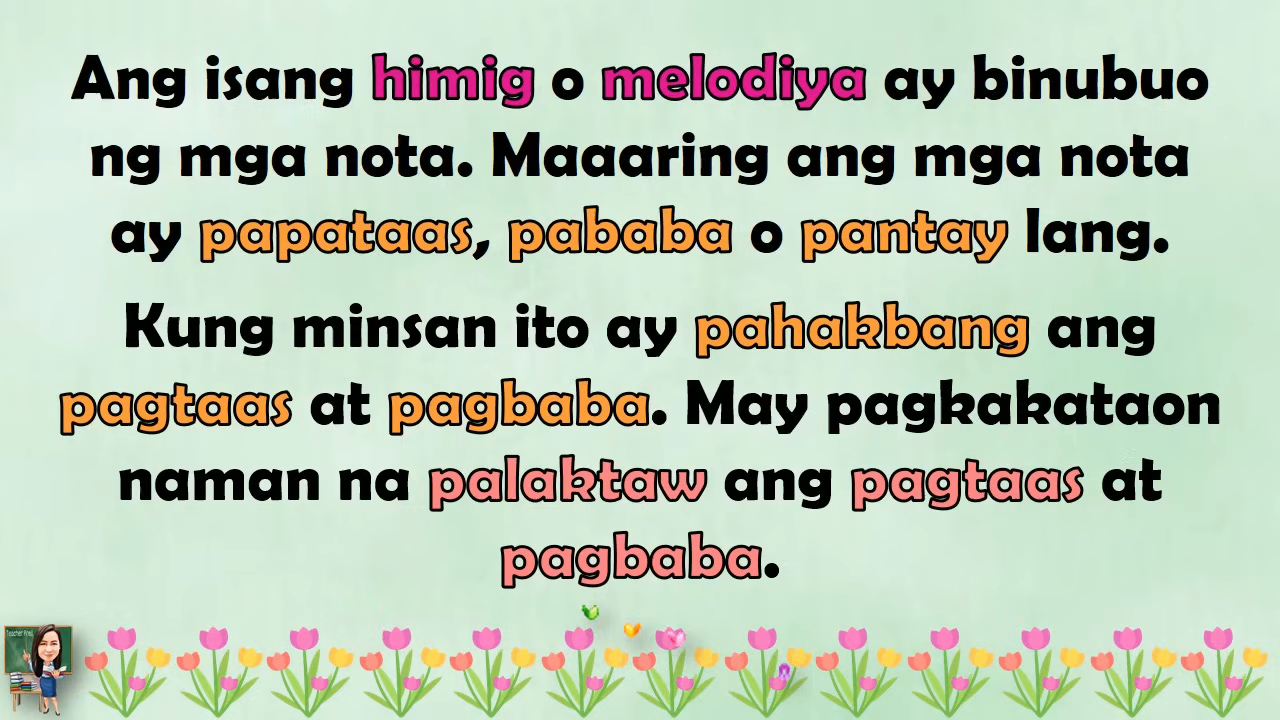 Ang isang himig o melodiya ay binubuo
ng mga nota. Maaaring ang mga nota
ay papataas, pababa o pantay lang.
Kung minsan ito ay pahakbang ang
pagtaas at pagbaba. May pagkakataon
naman na palaktaw ang pagtaas at
pagbaba.